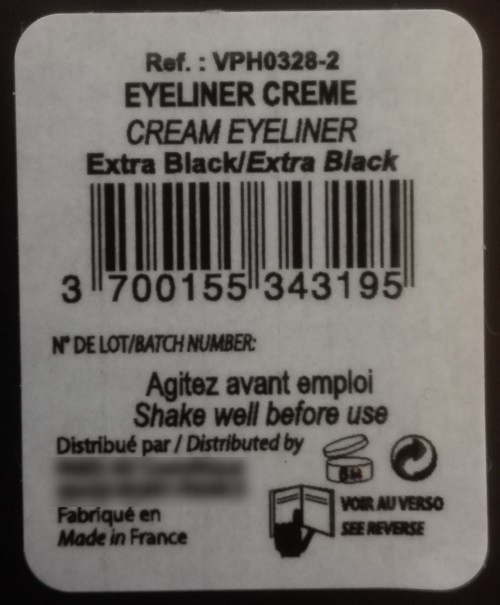 Ref. : VPH0328-2
EYELINER CREME
CREAM EYELINER
Extra Black/Extra Black
3 700155 343195
N° DE LOT/BATCH NUMBER:
Agitez avant emploi
Shake well before use
Distribué par / Distributed by
VOIR AU VERSO
SEE REVERSE
Fabriqué en
Made in France